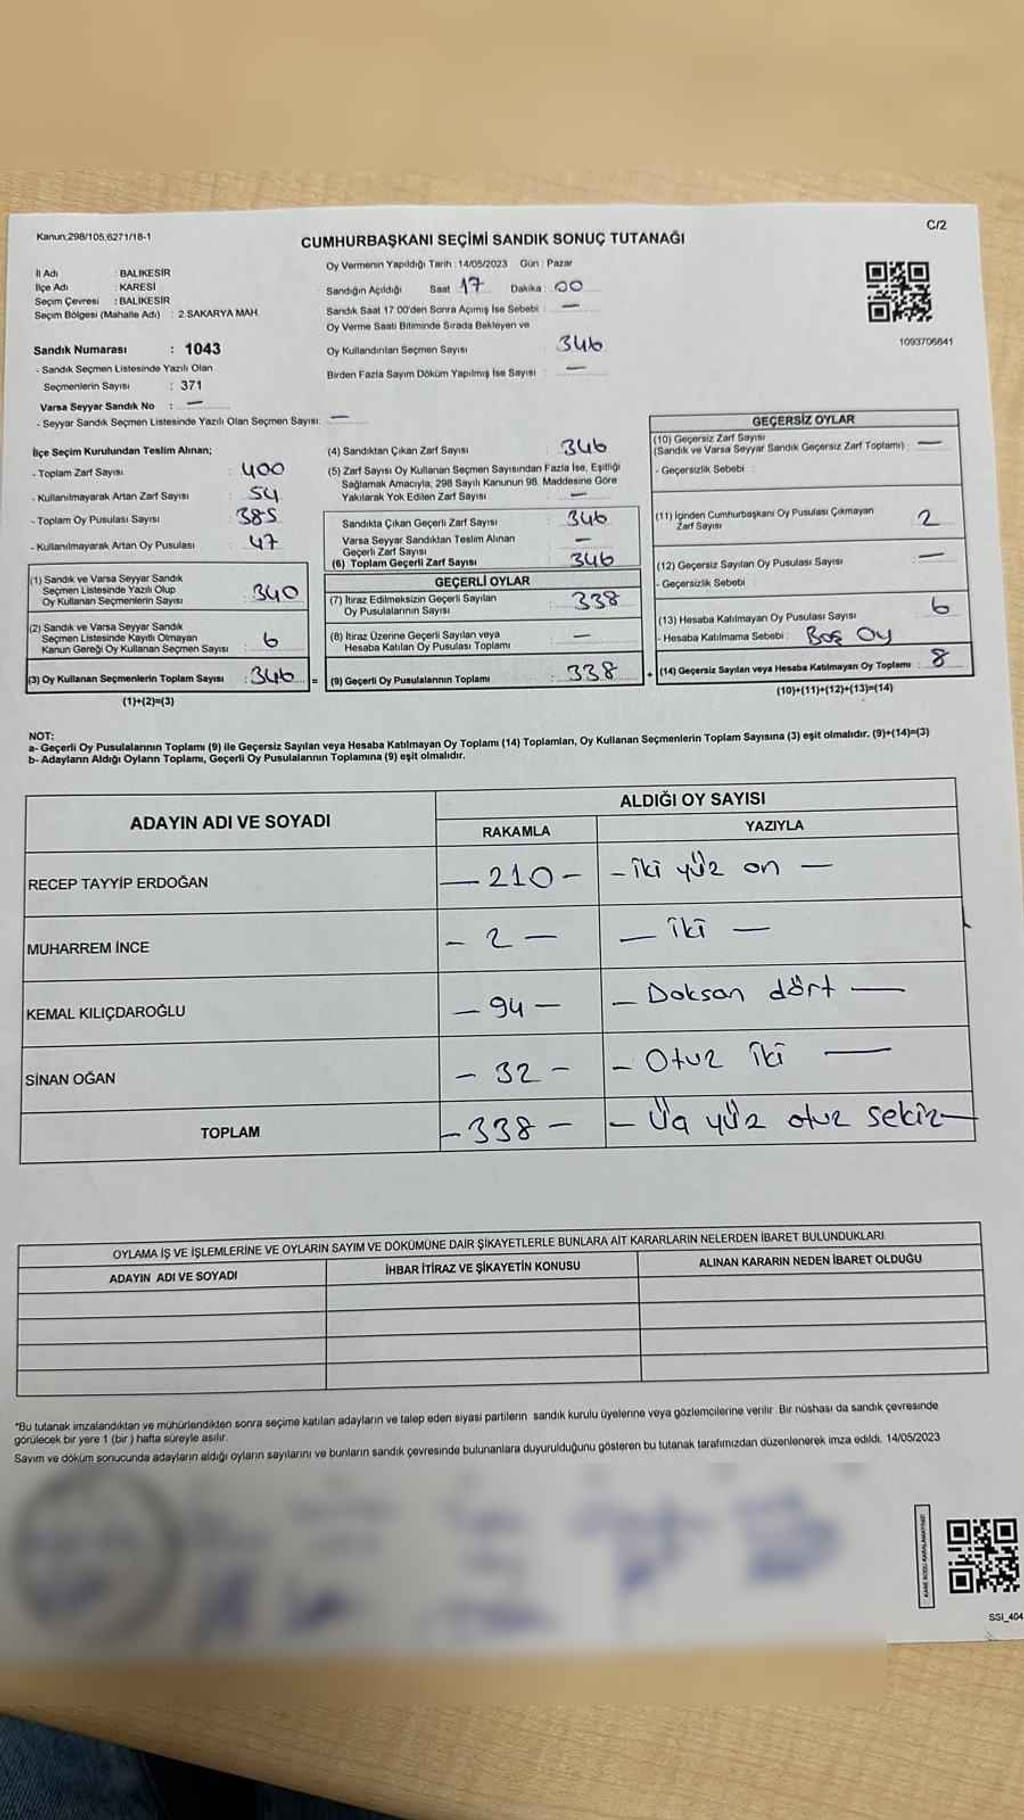 Kanun.298/105,6271/18-1
C/2
CUMHURBAŞKANI SEÇİMİ SANDIK SONUÇ TUTANAĞI
İl Adı : BALIKESİR
İlçe Adı : KARESİ
Seçim Çevresi : BALIKESİR
Seçim Bölgesi (Mahalle Adı) : 2.SAKARYA MAH.
Sandık Numarası : 1043
- Sandık Seçmen Listesinde Yazılı Olan
Seçmenlerin Sayısı : 371
Varsa Seyyar Sandık No : —
- Seyyar Sandık Seçmen Listesinde Yazılı Olan Seçmen Sayısı: —
Oy Vermenin Yapıldığı Tarih : 14/05/2023 Gün : Pazar
Sandığın Açıldığı Saat 17 Dakika : 00
Sandık Saat 17.00'den Sonra Açımış İse Sebebi : —
Oy Verme Saati Bitiminde Sırada Bekleyen ve
Oy Kullandırılan Seçmen Sayısı 346
Birden Fazla Sayım Döküm Yapılmış İse Sayısı : —
1093706841
İlçe Seçim Kurulundan Teslim Alınan;
- Toplam Zarf Sayısı : 400
- Kullanılmayarak Artan Zarf Sayısı : 54
- Toplam Oy Pusulası Sayısı : 385
- Kullanılmayarak Artan Oy Pusulası : 47
(1) Sandık ve Varsa Seyyar Sandık
Seçmen Listesinde Yazılı Olup
Oy Kullanan Seçmenlerin Sayısı : 340
(2) Sandık ve Varsa Seyyar Sandık
Seçmen Listesinde Kayıtlı Olmayan
Kanun Gereği Oy Kullanan Seçmen Sayısı : 6
(3) Oy Kullanan Seçmenlerin Toplam Sayısı : 346 =
(1)+(2)=(3)
(4) Sandıktan Çıkan Zarf Sayısı : 346
(5) Zarf Sayısı Oy Kullanan Seçmen Sayısından Fazla İse, Eşitliği
Sağlamak Amacıyla, 298 Sayılı Kanunun 98. Maddesine Göre
Yakılarak Yok Edilen Zarf Sayısı : —
Sandıkta Çıkan Geçerli Zarf Sayısı : 346
Varsa Seyyar Sandıktan Teslim Alınan
Geçerli Zarf Sayısı : —
(6) Toplam Geçerli Zarf Sayısı : 346
GEÇERLİ OYLAR
(7) İtiraz Edilmeksizin Geçerli Sayılan
Oy Pusulalarının Sayısı : 338
(8) İtiraz Üzerine Geçerli Sayılan veya
Hesaba Katılan Oy Pusulası Toplamı : —
(9) Geçerli Oy Pusulalarının Toplamı : 338 +
GEÇERSİZ OYLAR
(10) Geçersiz Zarf Sayısı
(Sandık ve Varsa Seyyar Sandık Geçersiz Zarf Toplamı) : —
- Geçersizlik Sebebi :
(11) İçinden Cumhurbaşkanı Oy Pusulası Çıkmayan
Zarf Sayısı : 2
(12) Geçersiz Sayılan Oy Pusulası Sayısı : —
- Geçersizlik Sebebi
(13) Hesaba Katılmayan Oy Pusulası Sayısı : 6
- Hesaba Katılmama Sebebi : Boş Oy
(14) Geçersiz Sayılan veya Hesaba Katılmayan Oy Toplamı : 8
(10)+(11)+(12)+(13)=(14)
NOT:
a- Geçerli Oy Pusulalarının Toplamı (9) ile Geçersiz Sayılan veya Hesaba Katılmayan Oy Toplamı (14) Toplamları, Oy Kullanan Seçmenlerin Toplam Sayısına (3) eşit olmalıdır. (9)+(14)=(3)
b- Adayların Aldığı Oyların Toplamı, Geçerli Oy Pusulalarının Toplamına (9) eşit olmalıdır.
ADAYIN ADI VE SOYADI
ALDIĞI OY SAYISI
RAKAMLA YAZIYLA
RECEP TAYYİP ERDOĞAN — 210 - - iki yüz on —
MUHARREM İNCE - 2 — — iki —
KEMAL KILIÇDAROĞLU — 94 — — Doksan dört —
SİNAN OĞAN — 32 - - Otuz iki —
TOPLAM - 338 — — Üç yüz otuz sekiz —
OYLAMA İŞ VE İŞLEMLERİNE VE OYLARIN SAYIM VE DÖKÜMÜNE DAİR ŞİKAYETLERLE BUNLARA AİT KARARLARIN NELERDEN İBARET BULUNDUKLARI
ADAYIN ADI VE SOYADI İHBAR İTİRAZ VE ŞİKAYETİN KONUSU ALINAN KARARIN NEDEN İBARET OLDUĞU
*Bu tutanak imzalandıktan ve mühürlendikten sonra seçime katılan adayların ve talep eden siyasi partilerin sandık kurulu üyelerine veya gözlemcilerine verilir. Bir nüshası da sandık çevresinde
görülecek bir yere 1 (bir ) hafta süreyle asılır.
Sayım ve döküm sonucunda adayların aldığı oyların sayılarını ve bunların sandık çevresinde bulunanlara duyurulduğunu gösteren bu tutanak tarafımızdan düzenlenerek imza edildi. 14/05/2023
SSI_404